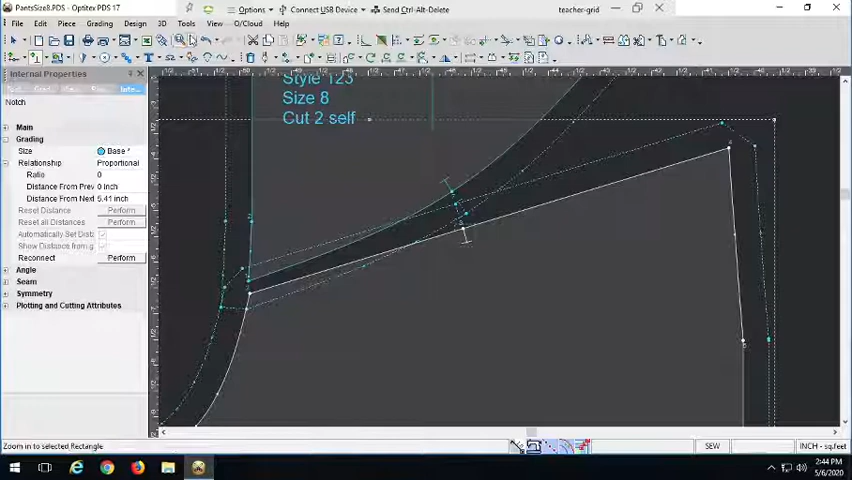 PantsSize8.PDS - Optitex PDS 17
Options
Connect USB Device
Send Ctrl-Alt-Delete
teacher-grid
File
Edit
Piece
Grading
Design
3D
Tools
View
O/Cloud
Help
Internal Properties
Inte...
Notch
Main
Grading
Size
Base *
Relationship
Proportional
Ratio
0
Distance From Prev
0 inch
Distance From Next
5.41 inch
Reset Distance
Perform
Reset all Distances
Perform
Automatically Set Dista
Show Distance from g
Reconnect
Perform
Angle
Seam
Symmetry
Plotting and Cutting Attributes
Style 123
Size 8
Cut 2 self
Zoom in to selected Rectangle
SEW
INCH - sq.feet
2:44 PM
5/6/2020